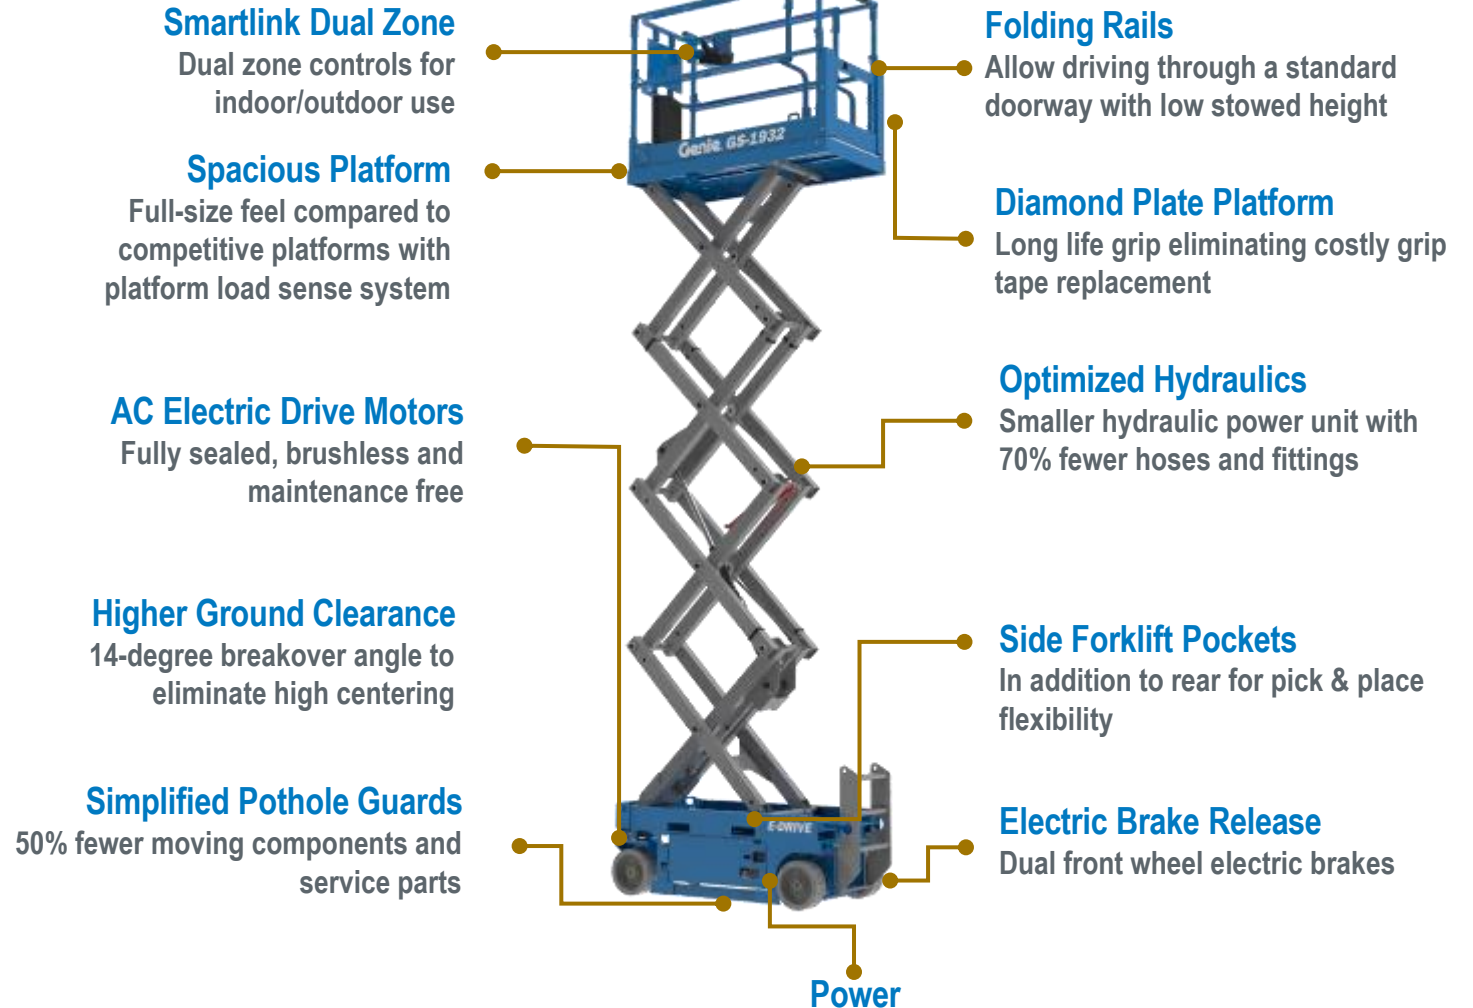 Smartlink Dual Zone
Dual zone controls for
indoor/outdoor use
Spacious Platform
Full-size feel compared to
competitive platforms with
platform load sense system
AC Electric Drive Motors
Fully sealed, brushless and
maintenance free
Higher Ground Clearance
14-degree breakover angle to
eliminate high centering
Simplified Pothole Guards
50% fewer moving components and
service parts
Genie GS-1932
E-DRIVE
Folding Rails
Allow driving through a standard
doorway with low stowed height
Diamond Plate Platform
Long life grip eliminating costly grip
tape replacement
Optimized Hydraulics
Smaller hydraulic power unit with
70% fewer hoses and fittings
Side Forklift Pockets
In addition to rear for pick & place
flexibility
Electric Brake Release
Dual front wheel electric brakes
Power